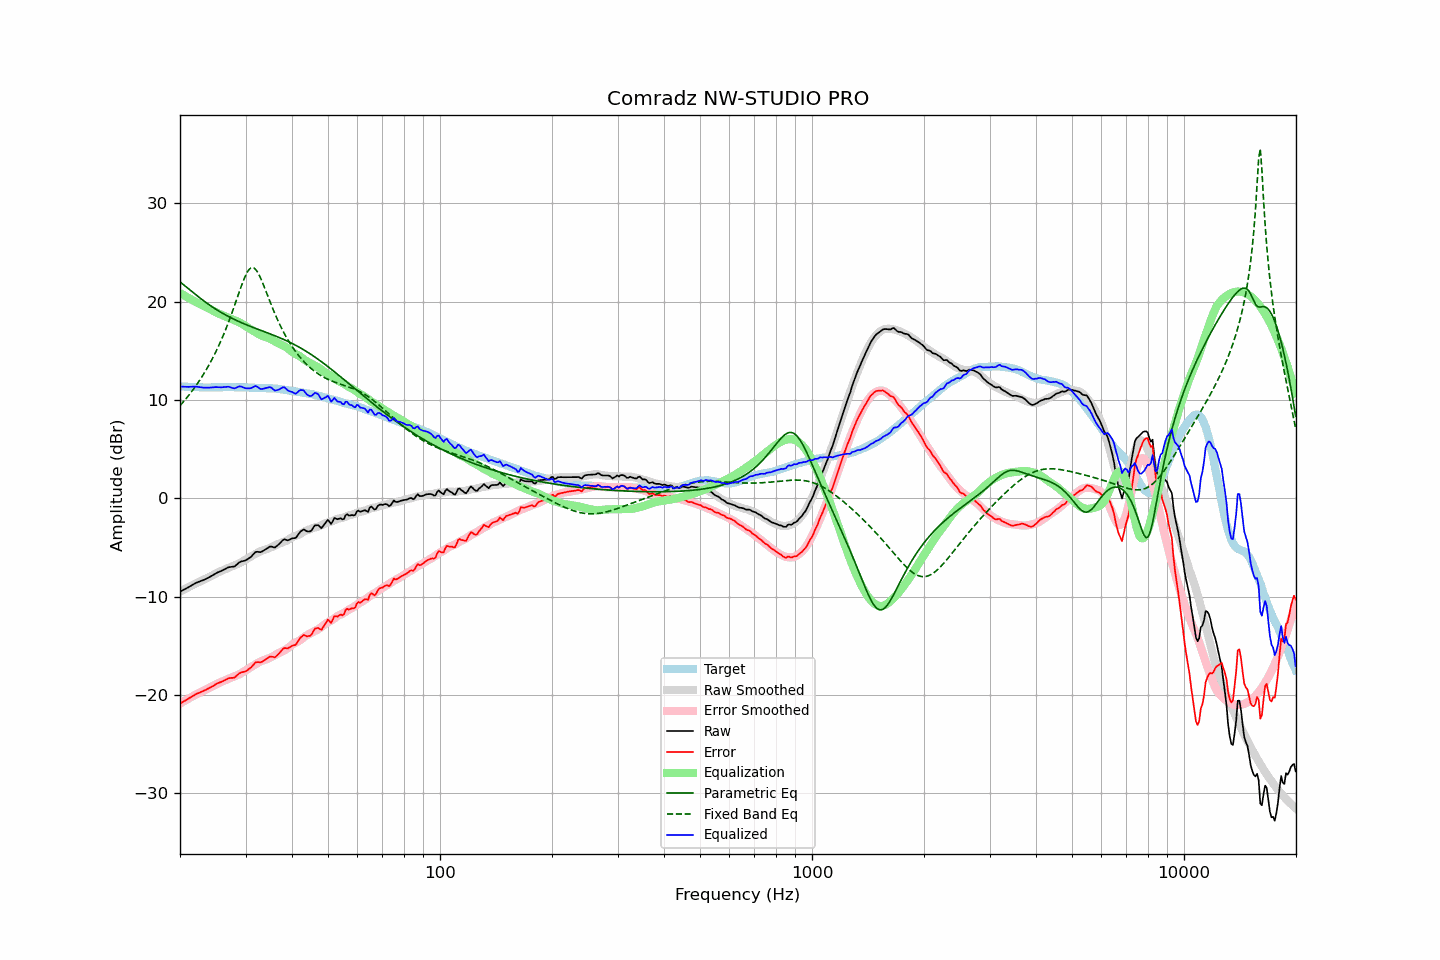 Comradz NW-STUDIO PRO
Amplitude (dBr)
30
20
10
0
−10
−20
−30
100
1000
10000
Frequency (Hz)
Target
Raw Smoothed
Error Smoothed
Raw
Error
Equalization
Parametric Eq
Fixed Band Eq
Equalized